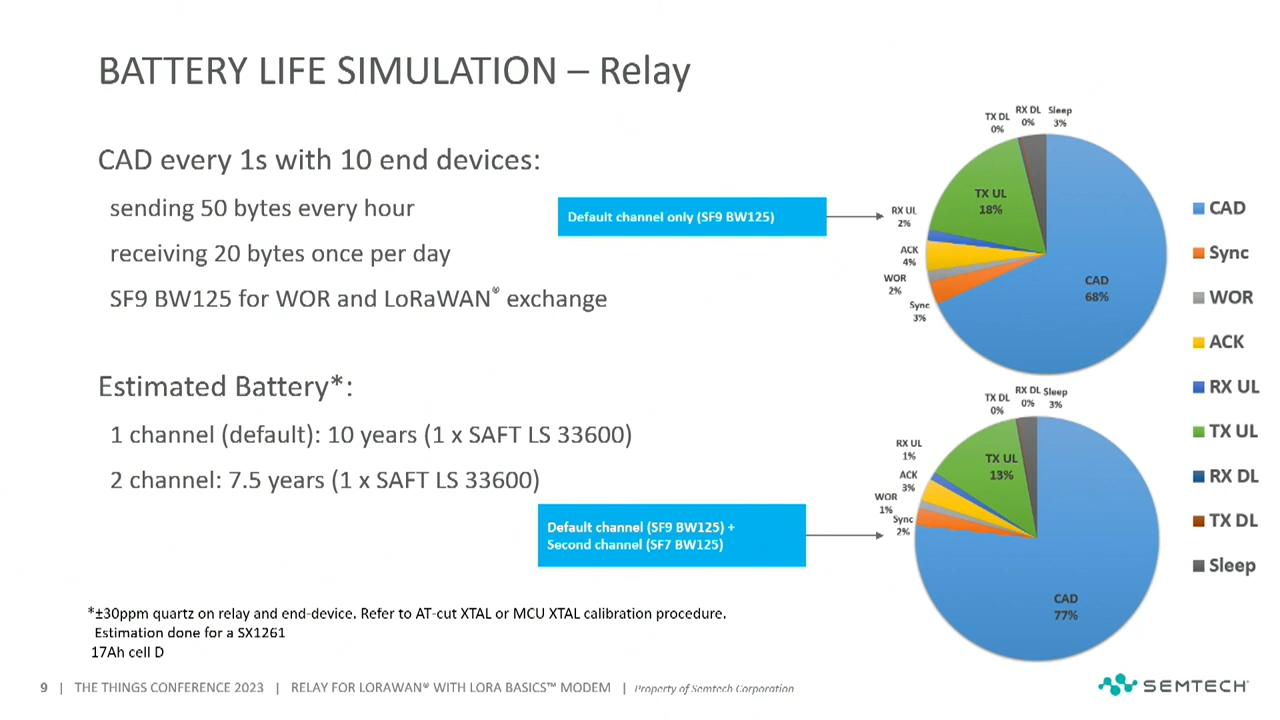 BATTERY LIFE SIMULATION – Relay
CAD every 1s with 10 end devices:
sending 50 bytes every hour
receiving 20 bytes once per day
SF9 BW125 for WOR and LoRaWAN® exchange
Estimated Battery*:
1 channel (default): 10 years (1 x SAFT LS 33600)
2 channel: 7.5 years (1 x SAFT LS 33600)
Default channel only (SF9 BW125)
Default channel (SF9 BW125) +
Second channel (SF7 BW125)
TX DL
0%
RX DL
0%
Sleep
3%
TX UL
18%
RX UL
2%
ACK
4%
WOR
2%
Sync
3%
CAD
68%
TX DL
0%
RX DL
0%
Sleep
3%
TX UL
13%
RX UL
1%
ACK
3%
WOR
1%
Sync
2%
CAD
77%
CAD
Sync
WOR
ACK
RX UL
TX UL
RX DL
TX DL
Sleep
*±30ppm quartz on relay and end-device. Refer to AT-cut XTAL or MCU XTAL calibration procedure.
Estimation done for a SX1261
17Ah cell D
9 | THE THINGS CONFERENCE 2023 | RELAY FOR LORAWAN® WITH LORA BASICS™ MODEM | Property of Semtech Corporation
SEMTECH